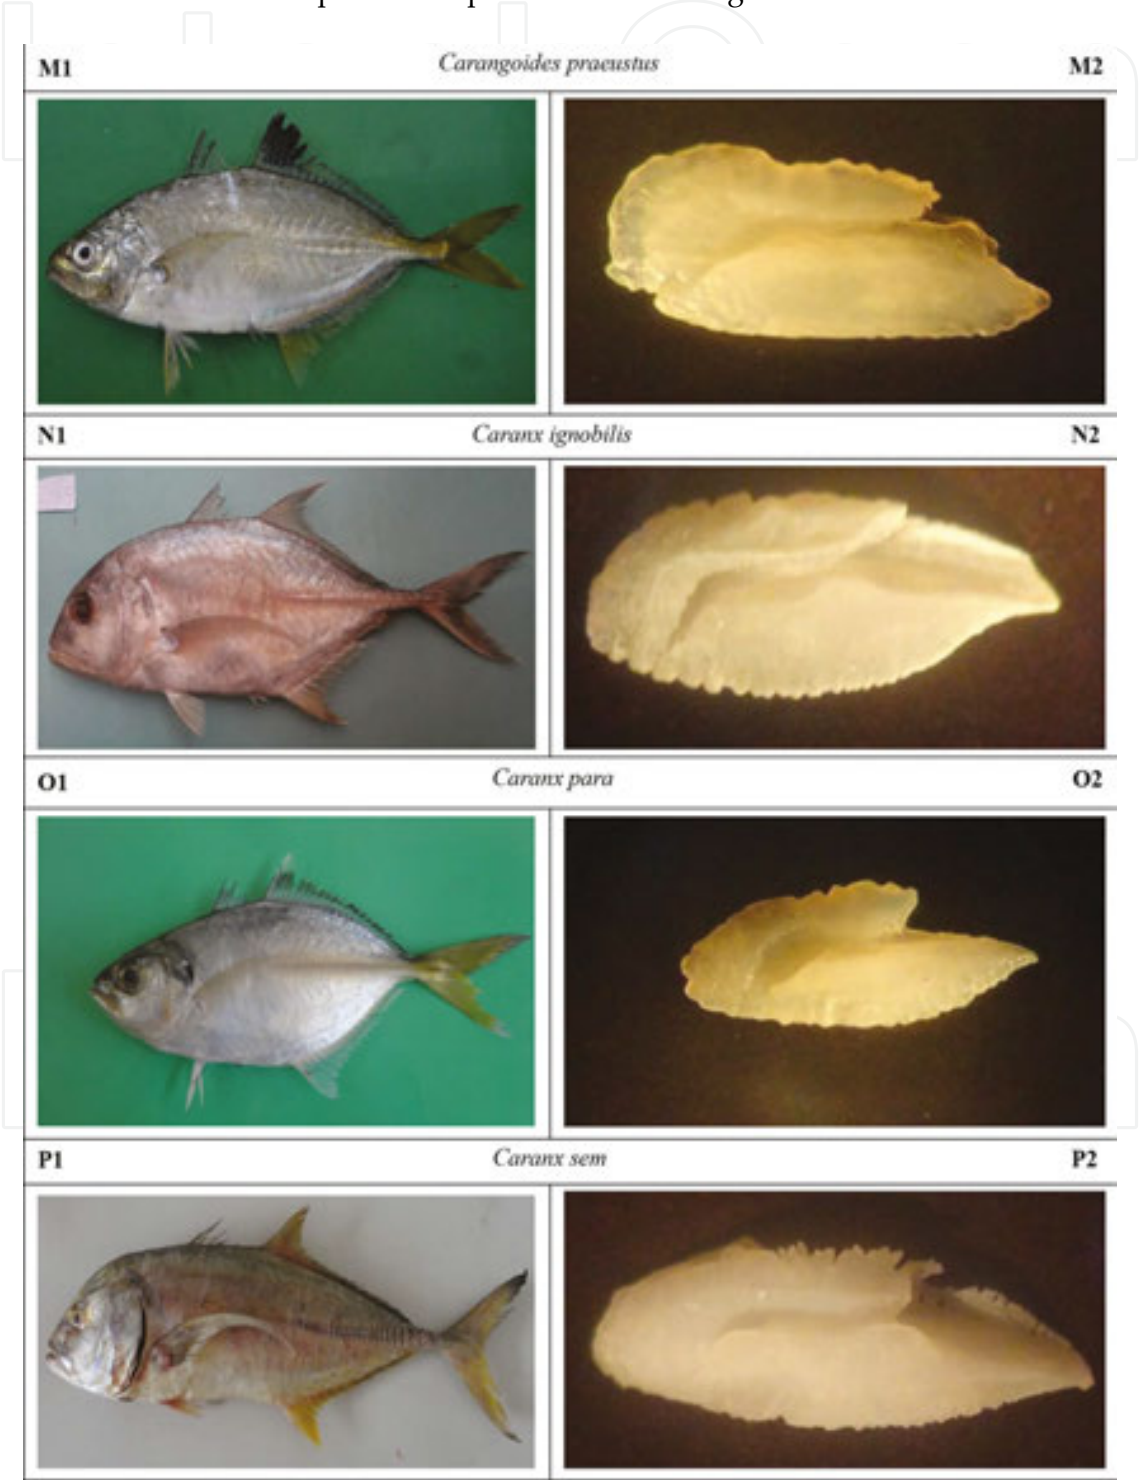 M1 Carangoides praeustus M2
N1 Caranx ignobilis N2
O1 Caranx para O2
P1 Caranx sem P2